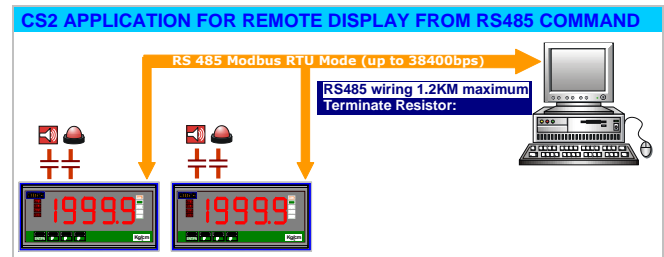 CS2 APPLICATION FOR REMOTE DISPLAY FROM RS485 COMMAND
RS 485 Modbus RTU Mode (up to 38400bps)
RS485 wiring 1.2KM maximum
Terminate Resistor:
1999.9 1999.9